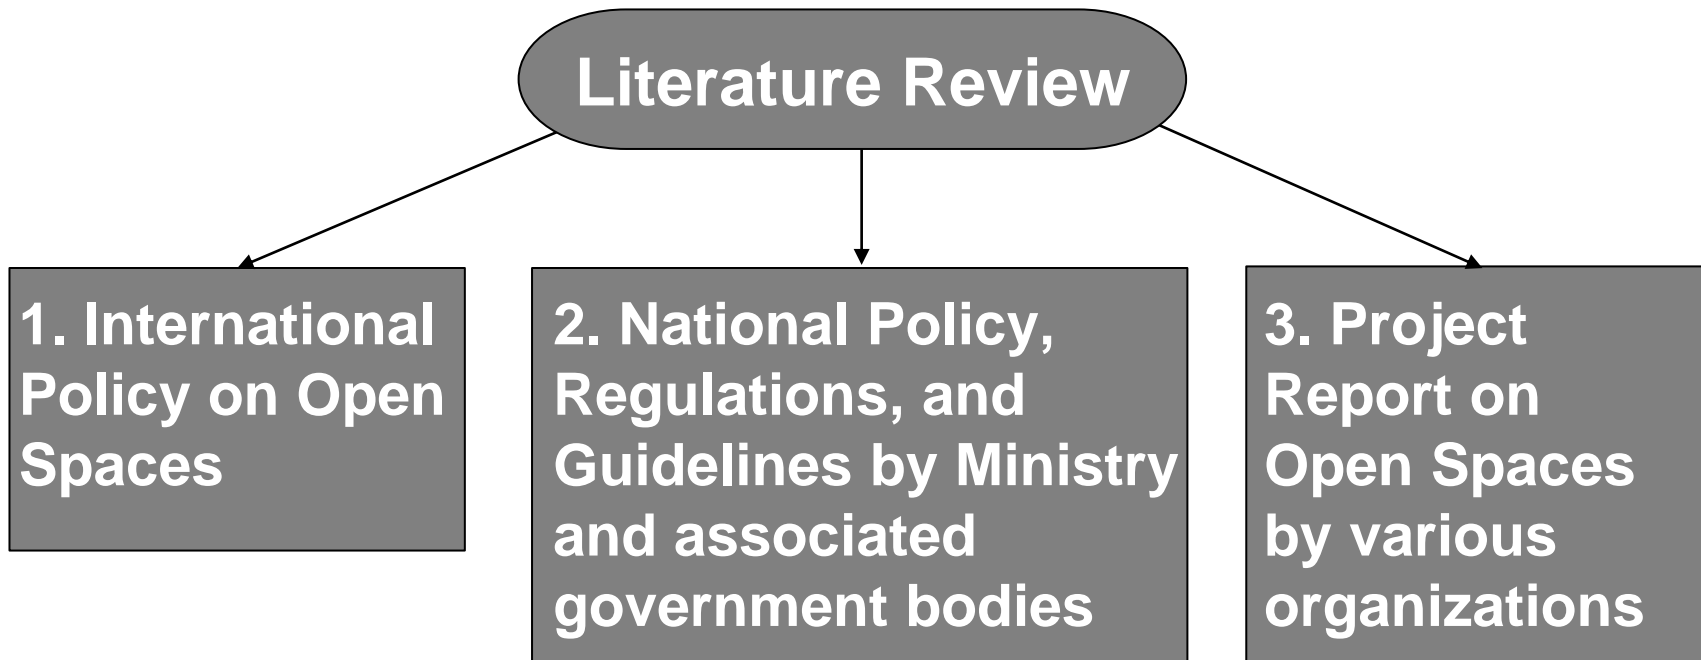 Literature Review
1. International
Policy on Open
Spaces
2. National Policy,
Regulations, and
Guidelines by Ministry
and associated
government bodies
3. Project
Report on
Open Spaces
by various
organizations